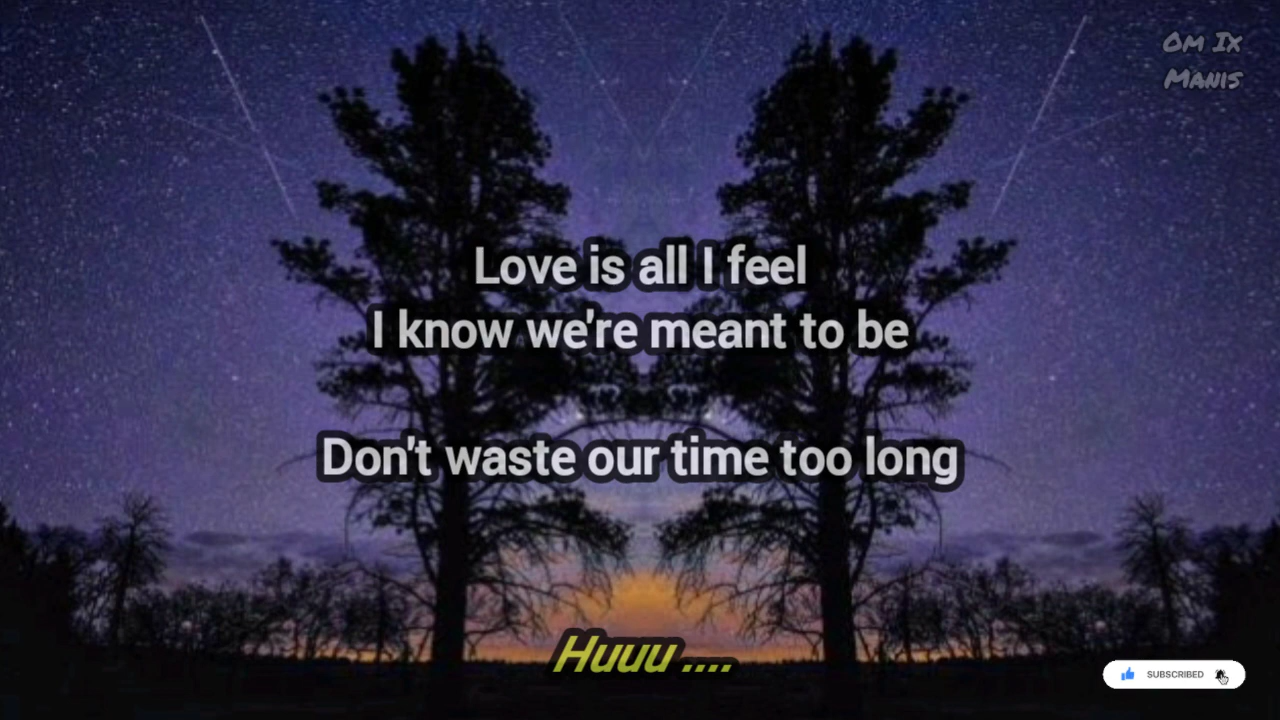 Om Ix
Manis
Love is all I feel
I know we're meant to be
Don't waste our time too long
Huuu ....
SUBSCRIBED